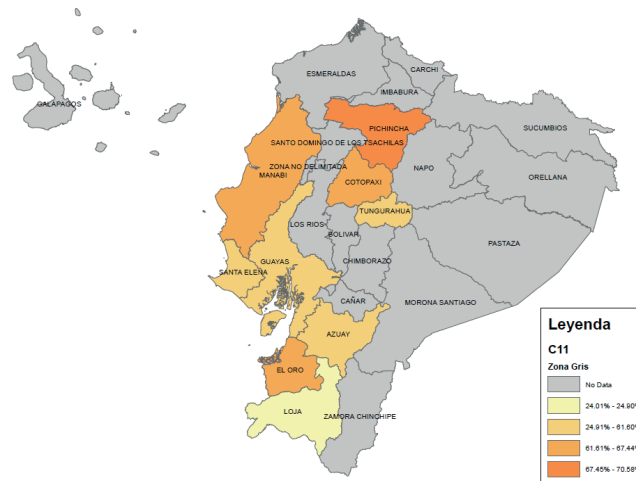 ESMERALDAS
CARCHI
IMBABURA
GALAPAGOS
PICHINCHA
SUCUMBIOS
SANTO DOMINGO DE LOS TSACHILAS
ZONA NO DELIMITADA
NAPO
MANABI
COTOPAXI
ORELLANA
TUNGURAHUA
LOS RIOS
BOLIVAR
PASTAZA
GUAYAS
CHIMBORAZO
SANTA ELENA
CAÑAR
MORONA SANTIAGO
AZUAY
EL ORO
LOJA
ZAMORA CHINCHIPE
Leyenda
C11
Zona Gris
No Data
24.01% - 24.90%
24.91% - 61.60%
61.61% - 67.44%
67.45% - 70.58%